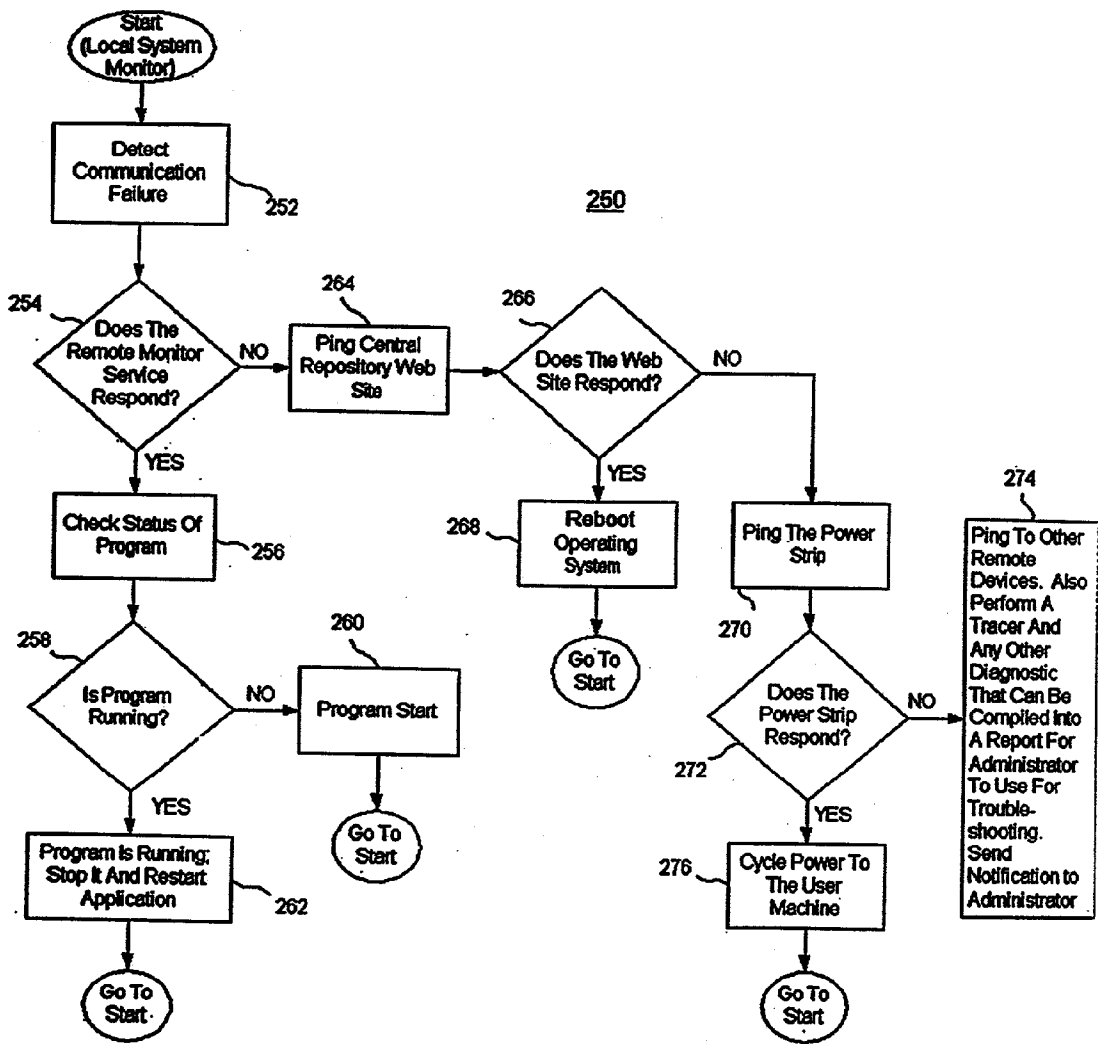 Start
(Local System
Monitor)
Detect
Communication
Failure
252
250
254
Does The
Remote Monitor
Service
Respond?
NO
YES
264
Ping Central
Repository Web
Site
266
Does The Web
Site Respond?
NO
YES
Check Status Of
Program
256
268
Reboot
Operating
System
Go To
Start
Ping The Power
Strip
270
274
Ping To Other
Remote
Devices. Also
Perform A
Tracer And
Any Other
Diagnostic
That Can Be
Compiled Into
A Report For
Administrator
To Use For
Trouble-
shooting.
Send
Notification to
Administrator
258
Is Program
Running?
NO
YES
260
Program Start
Go To
Start
Does The
Power Strip
Respond?
272
NO
YES
Program Is Running;
Stop It And Restart
Application
262
Go To
Start
276
Cycle Power To
The User
Machine
Go To
Start